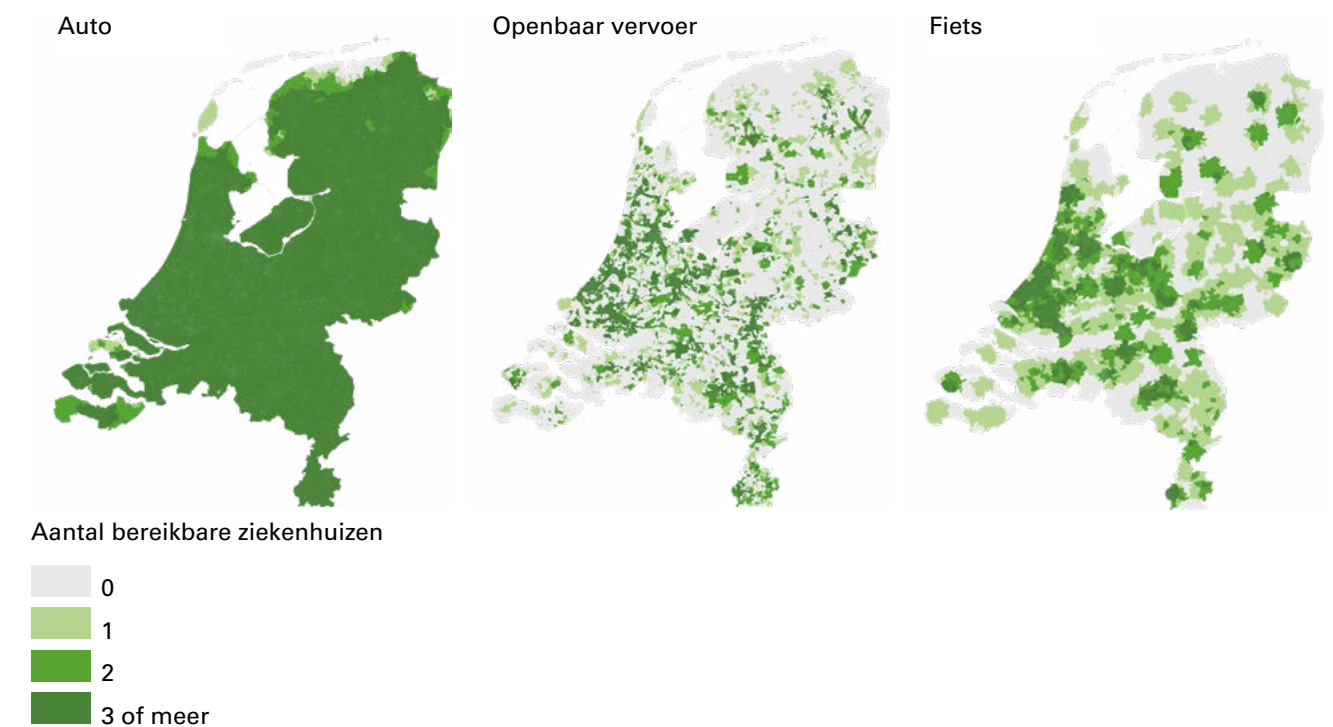 Auto
Openbaar vervoer
Fiets
Aantal bereikbare ziekenhuizen
0
1
2
3 of meer